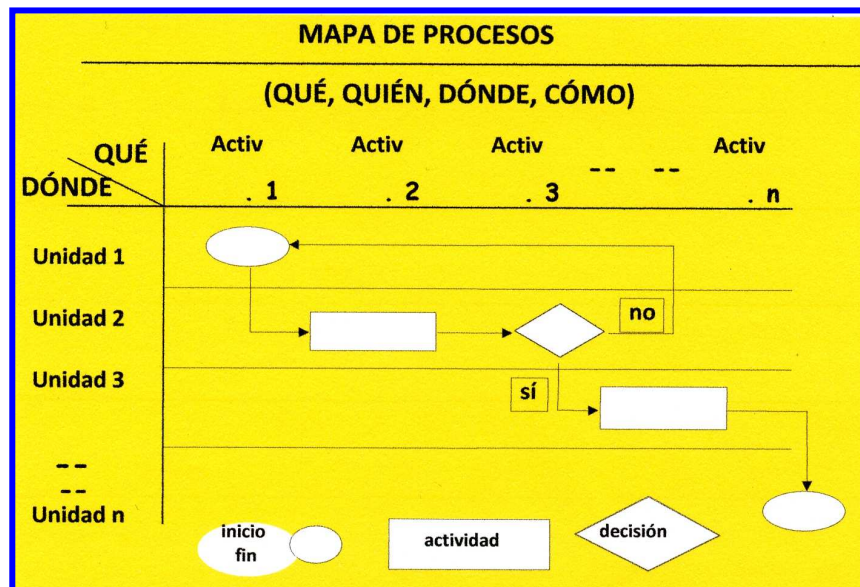 MAPA DE PROCESOS
(QUÉ, QUIÉN, DÓNDE, CÓMO)
QUÉ
DÓNDE
Activ . 1
Activ . 2
Activ . 3
-- --
Activ . n
Unidad 1
Unidad 2
no
Unidad 3
sí
--
--
Unidad n
inicio
fin
actividad
decisión